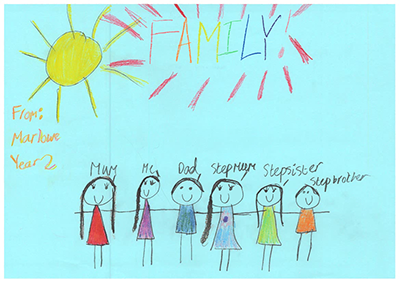 FAMILY!
From:
Marlowe
Year 2.
Mum Me Dad Stepmum Stepsister Stepbrother